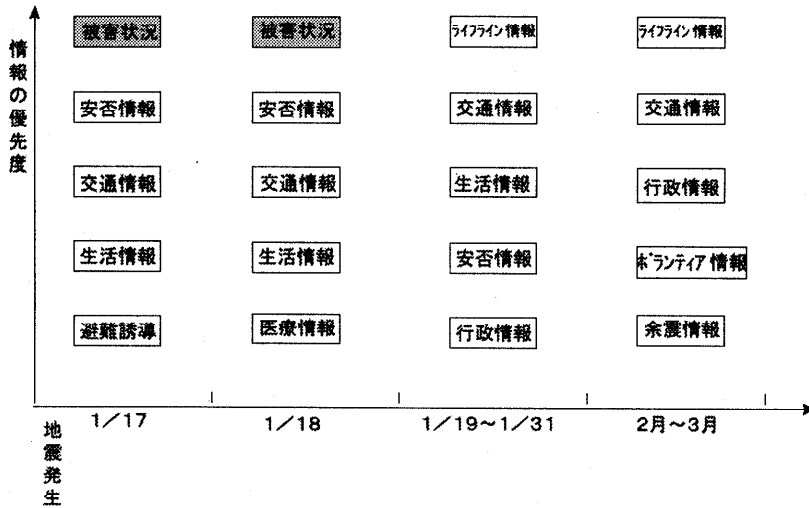 情報の優先度
被害状況 被害状況 ライフライン情報 ライフライン情報
安否情報 安否情報 交通情報 交通情報
交通情報 交通情報 生活情報 行政情報
生活情報 生活情報 安否情報 ボランティア情報
避難誘導 医療情報 行政情報 余震情報
1/17 1/18 1/19~1/31 2月~3月
地震発生